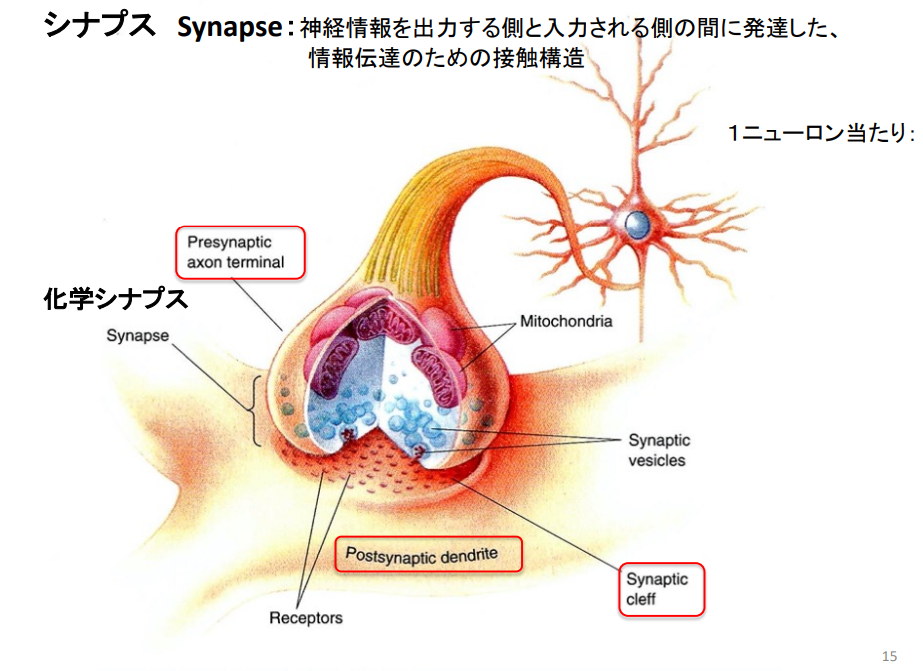 シナプス Synapse：神経情報を出力する側と入力される側の間に発達した、
情報伝達のための接触構造
１ニューロン当たり:
Presynaptic
axon terminal
化学シナプス
Synapse
Mitochondria
Synaptic
vesicles
Postsynaptic dendrite
Synaptic
cleff
Receptors
15